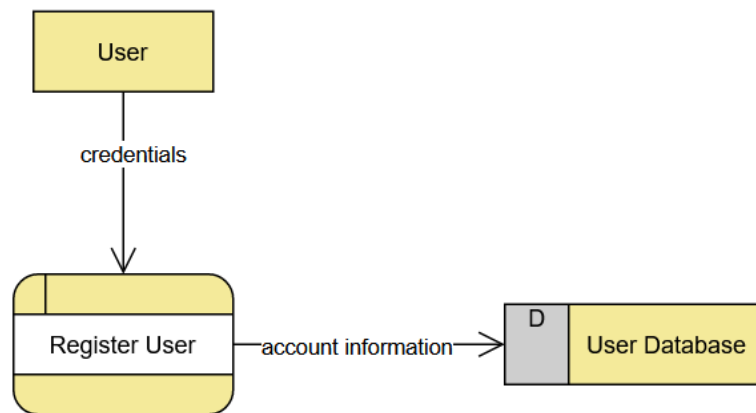 User
credentials
Register User
account information
D
User Database